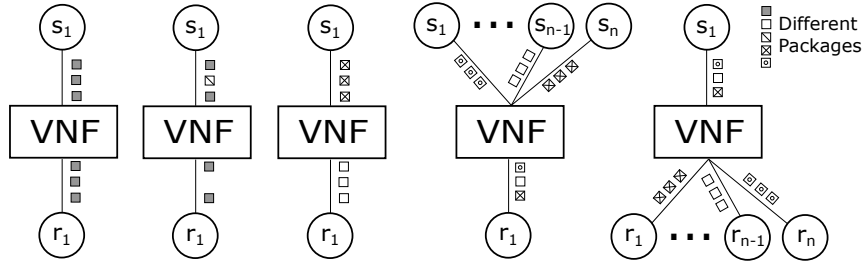 s1 s1 s1 s1 ··· sn-1 sn s1
Different
Packages
VNF VNF VNF VNF VNF
r1 r1 r1 r1 r1 ··· rn-1 rn